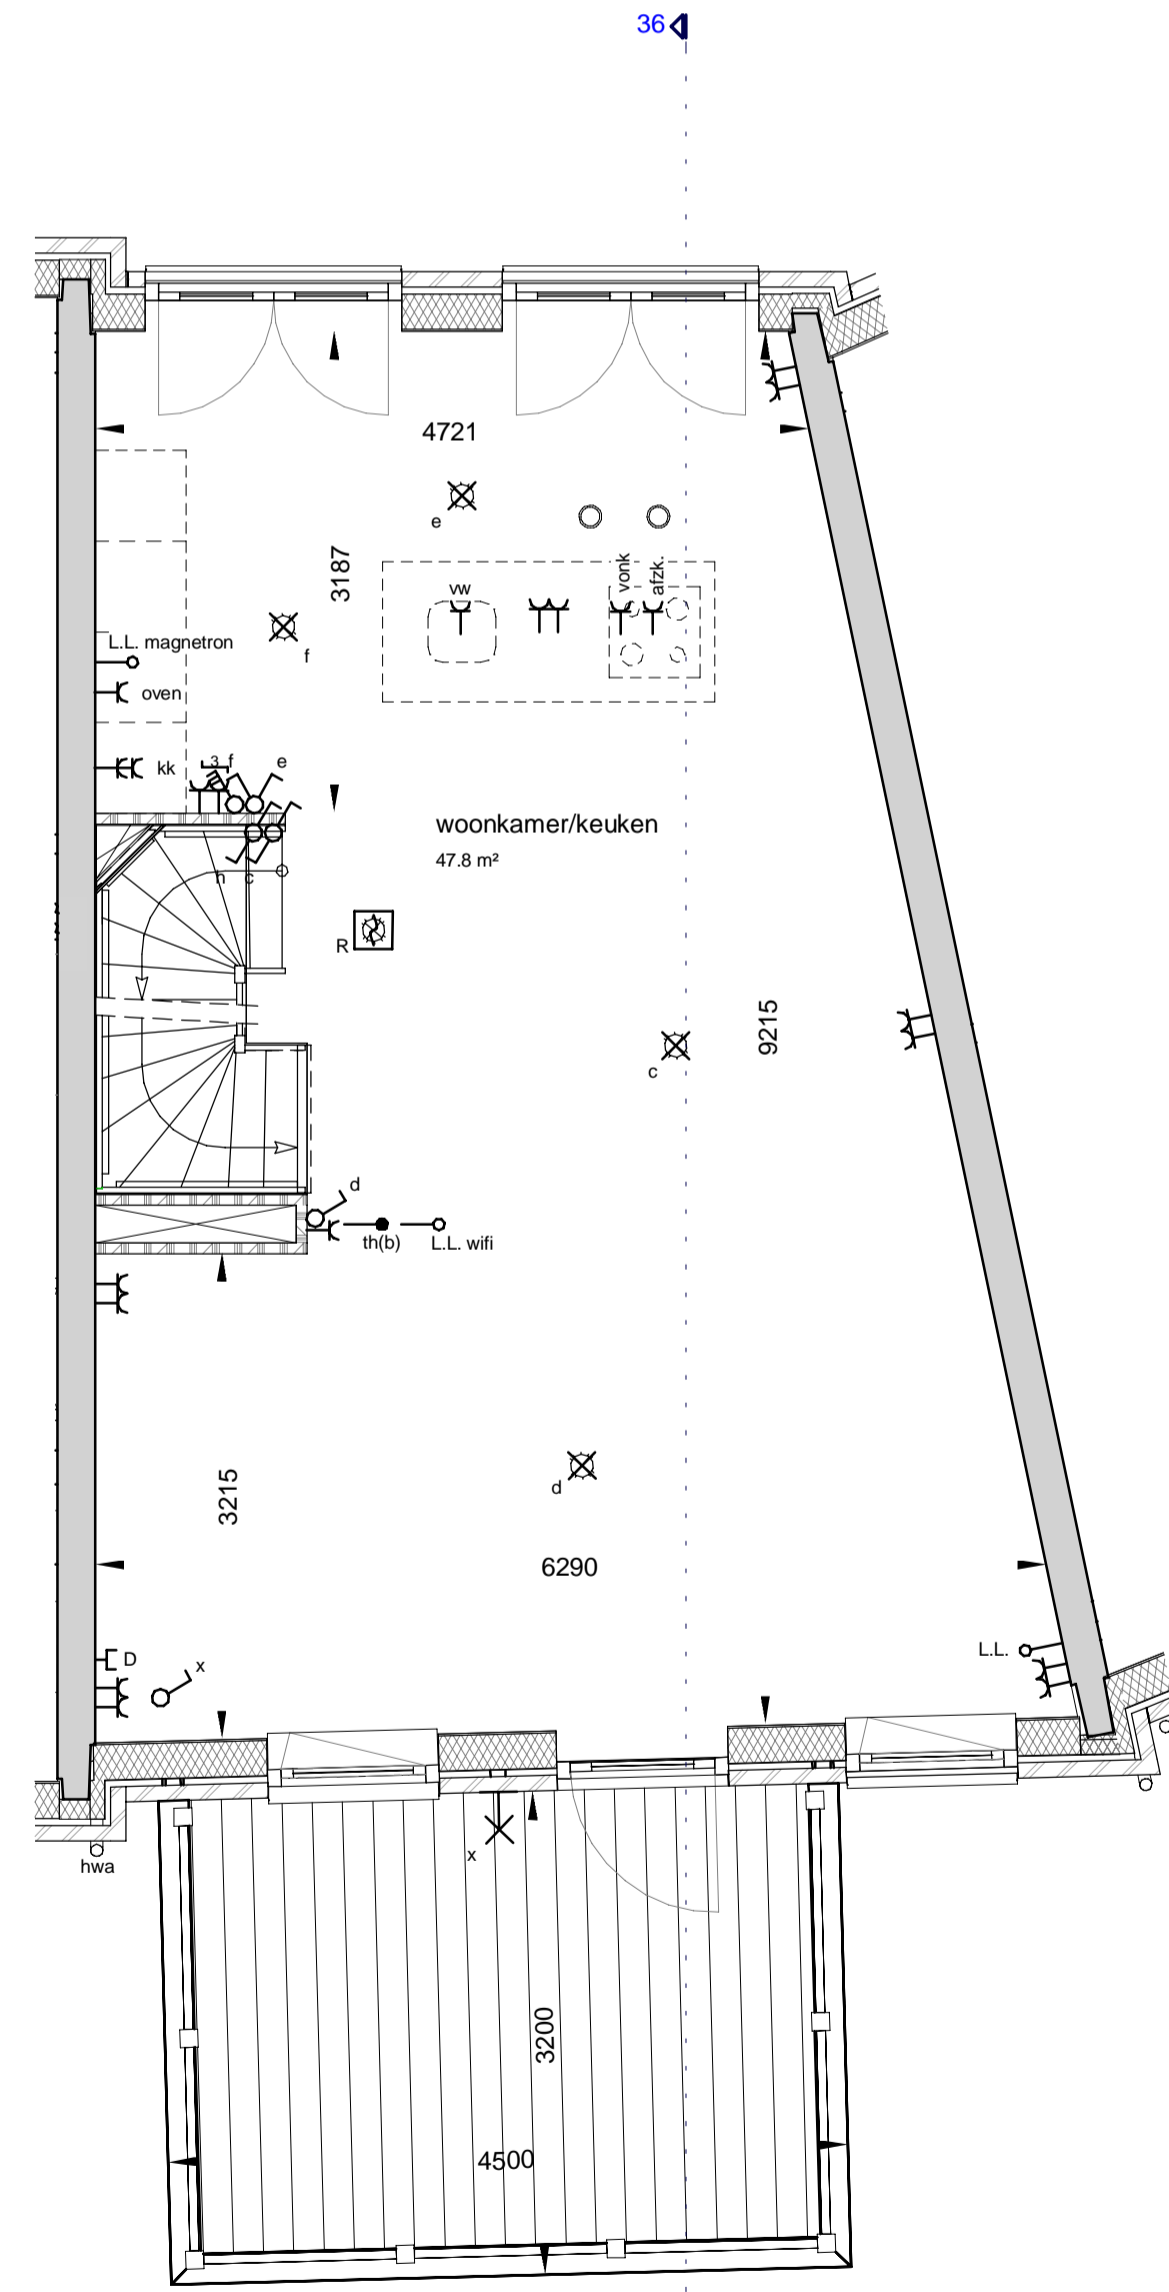 36
4721
e
3187
vonk
afzk.
vw
f
L.L. magnetron
oven
kk
3
f
e
woonkamer/keuken
47.8 m²
h
c
R
9215
c
d
th(b)
L.L. wifi
3215
d
6290
L.L.
D
x
x
hwa
3200
4500